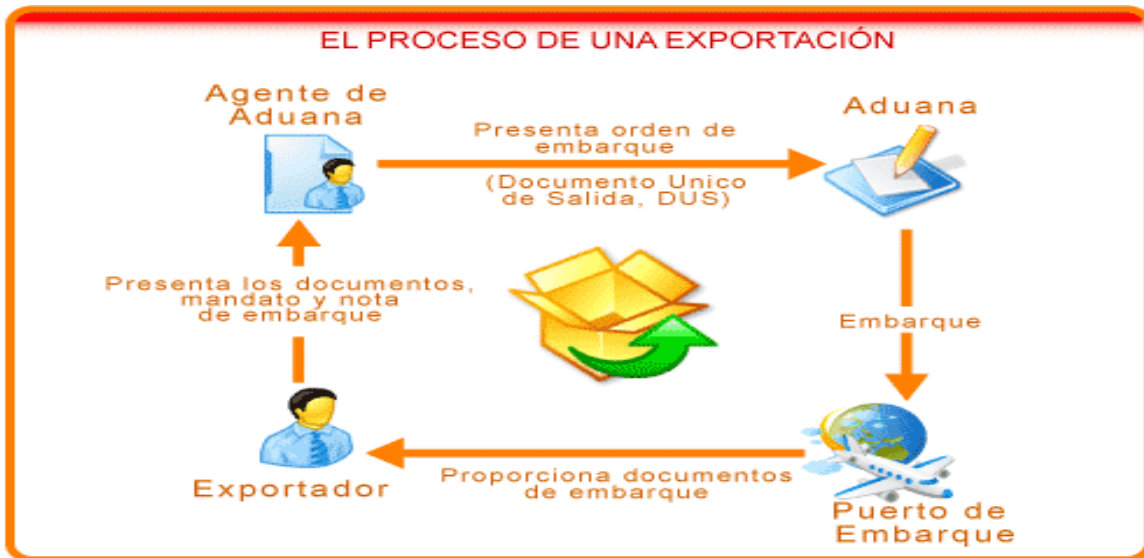 EL PROCESO DE UNA EXPORTACIÓN
Agente de
Aduana
Presenta orden de
embarque
(Documento Unico
de Salida, DUS)
Aduana
Presenta los documentos,
mandato y nota
de embarque
Embarque
Exportador
Proporciona documentos
de embarque
Puerto de
Embarque